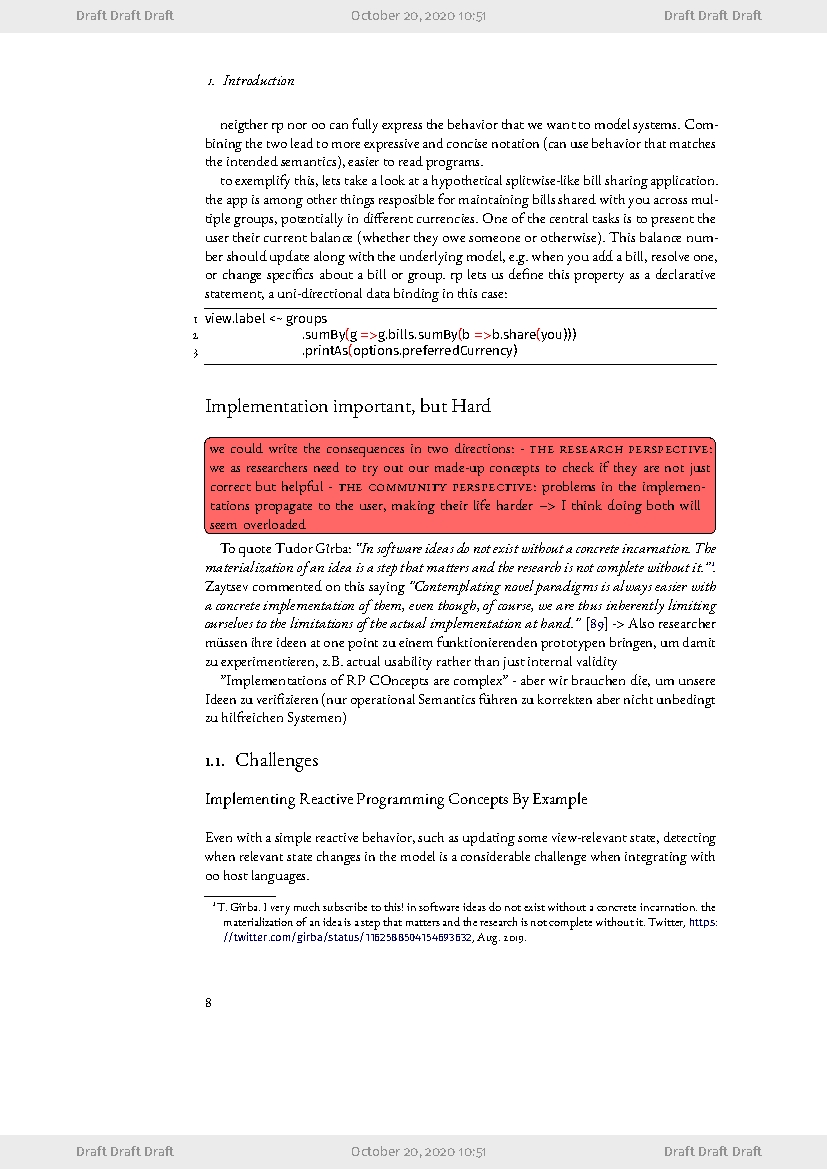 Draft Draft Draft October 20, 2020 10:51 Draft Draft Draft
1. Introduction
neigther rp nor oo can fully express the behavior that we want to model systems. Com-
bining the two lead to more expressive and concise notation (can use behavior that matches
the intended semantics), easier to read programs.
to exemplify this, lets take a look at a hypothetical splitwise-like bill sharing application.
the app is among other things resposible for maintaining bills shared with you across mul-
tiple groups, potentially in different currencies. One of the central tasks is to present the
user their current balance (whether they owe someone or otherwise). This balance num-
ber should update along with the underlying model, e.g. when you add a bill, resolve one,
or change specifics about a bill or group. rp lets us define this property as a declarative
statement, a uni-directional data binding in this case:
1 view.label <~ groups
2 .sumBy(g =>g.bills.sumBy(b =>b.share(you)))
3 .printAs(options.preferredCurrency)
Implementation important, but Hard
we could write the consequences in two directions: - THE RESEARCH PERSPECTIVE:
we as researchers need to try out our made-up concepts to check if they are not just
correct but helpful - THE COMMUNITY PERSPECTIVE: problems in the implemen-
tations propagate to the user, making their life harder –> I think doing both will
seem overloaded
To quote Tudor Gîrba: "In software ideas do not exist without a concrete incarnation. The
materialization of an idea is a step that matters and the research is not complete without it."¹
Zaytsev commented on this saying "Contemplating novel paradigms is always easier with
a concrete implementation of them, even though, of course, we are thus inherently limiting
ourselves to the limitations of the actual implementation at hand." [89] -> Also researcher
müssen ihre ideen at one point zu einem funktionierenden prototypen bringen, um damit
zu experimentieren, z.B. actual usability rather than just internal validity
"Implementations of RP COncepts are complex" - aber wir brauchen die, um unsere
Ideen zu verifizieren (nur operational Semantics führen zu korrekten aber nicht unbedingt
zu hilfreichen Systemen)
1.1. Challenges
Implementing Reactive Programming Concepts By Example
Even with a simple reactive behavior, such as updating some view-relevant state, detecting
when relevant state changes in the model is a considerable challenge when integrating with
oo host languages.
¹T. Gîrba. I very much subscribe to this! in software ideas do not exist without a concrete incarnation. the
materialization of an idea is a step that matters and the research is not complete without it. Twitter, https:
//twitter.com/girba/status/1162588504154693632, Aug. 2019.
8
Draft Draft Draft October 20, 2020 10:51 Draft Draft Draft